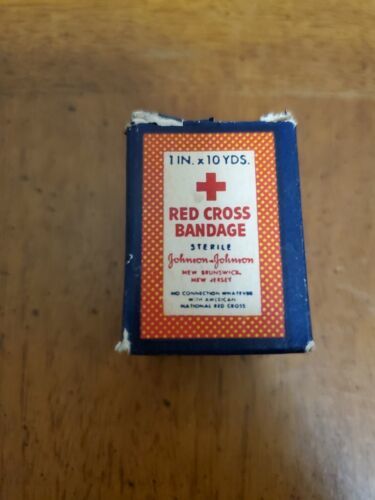 1 IN. x 10 YDS.
RED CROSS
BANDAGE
STERILE
Johnson & Johnson
NEW BRUNSWICK,
NEW JERSEY
NO CONNECTION WHATEVER
WITH AMERICAN
NATIONAL RED CROSS